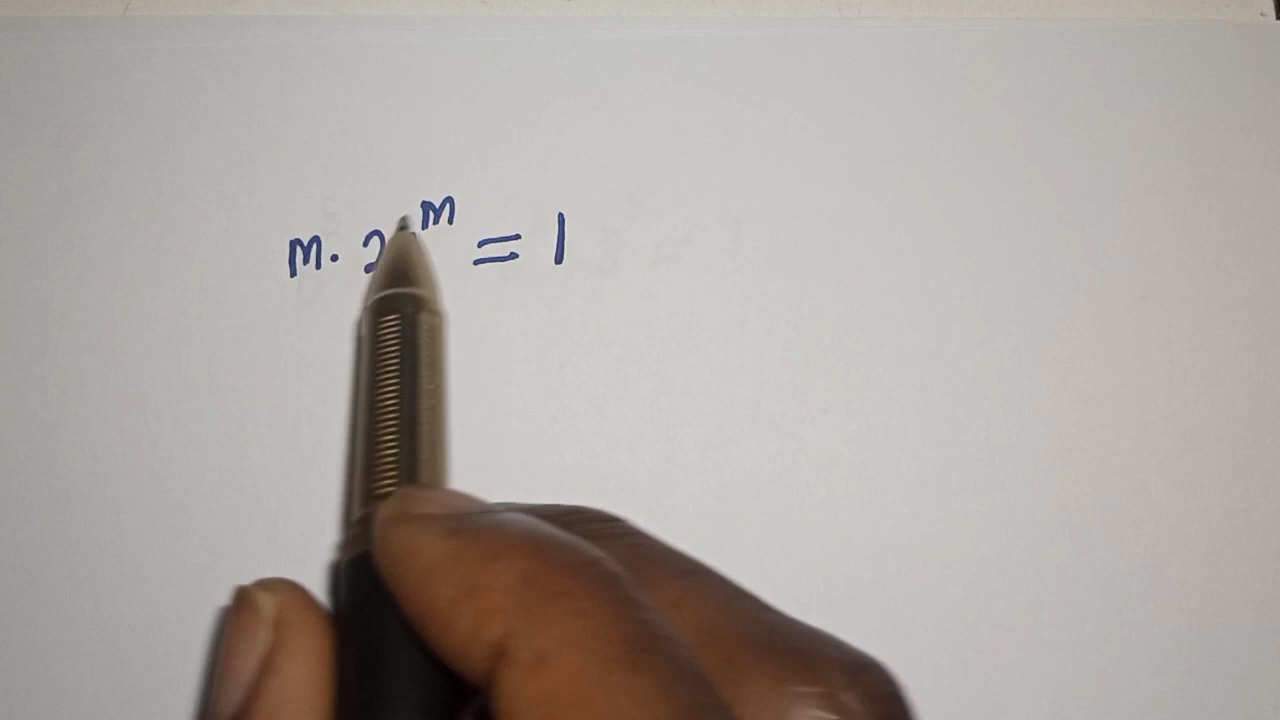 m. 2^m = 1